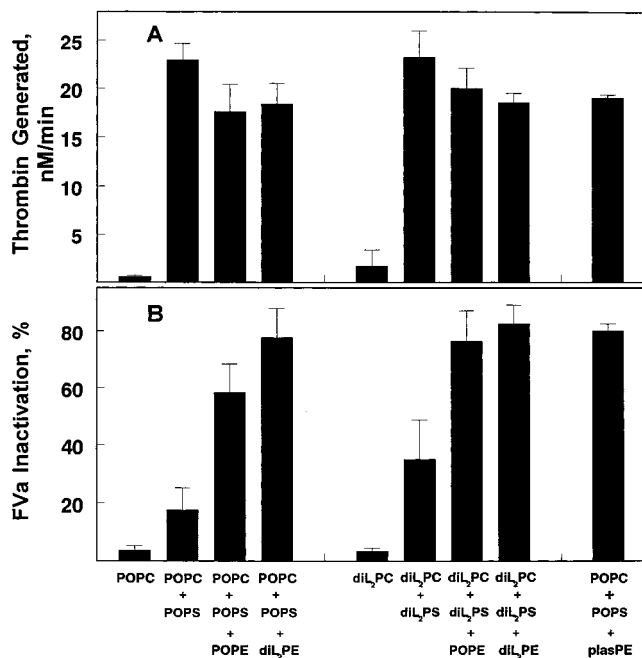 A
Thrombin Generated,
nM/min
25
20
15
10
5
B
FVa Inactivation, %
80
60
40
20
POPC
POPC
+
POPS
POPC
+
POPS
+
POPE
POPC
+
POPS
+
diL₂PE
diL₂PC
diL₂PC
+
diL₂PS
diL₂PC
+
diL₂PS
+
POPE
diL₂PC
+
diL₂PS
+
diL₂PE
POPC
+
POPS
+
plasPE